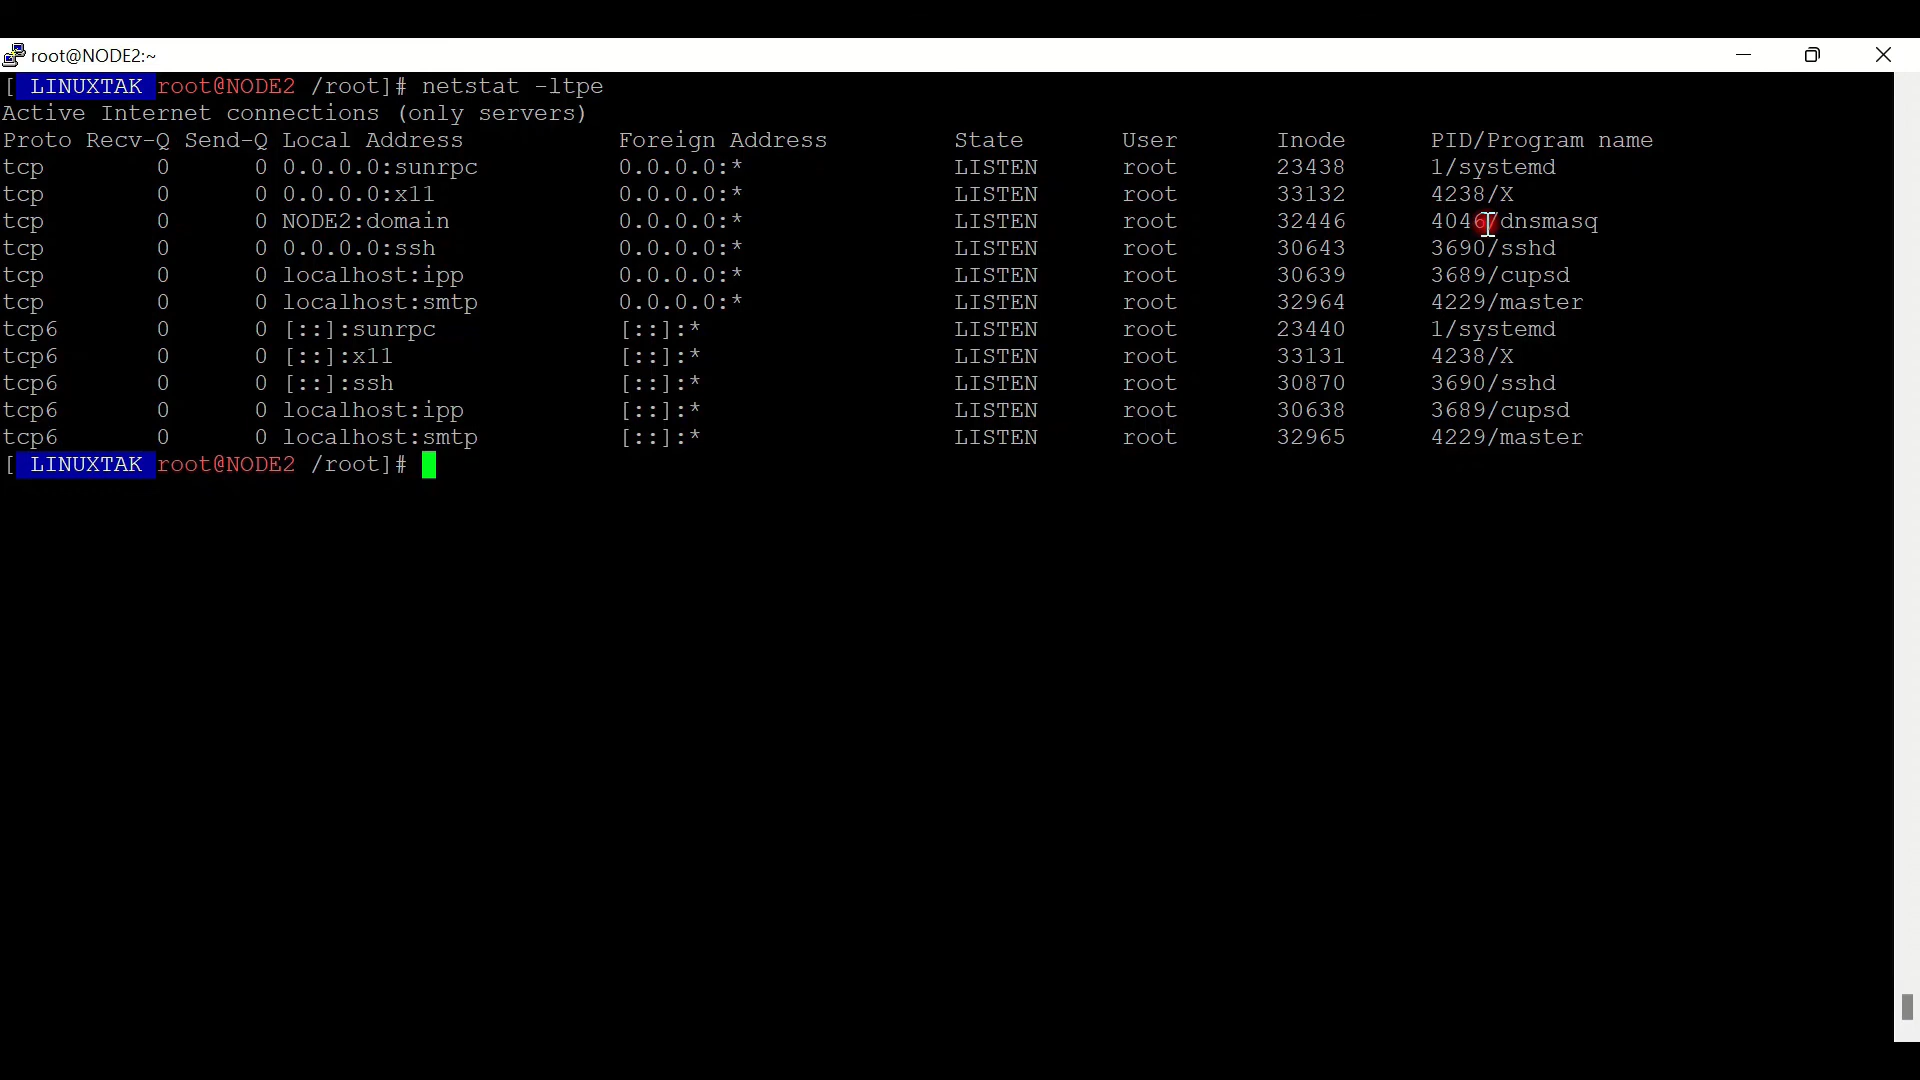 root@NODE2:~
[ LINUXTAK root@NODE2 /root]# netstat -ltpe
Active Internet connections (only servers)
Proto Recv-Q Send-Q Local Address           Foreign Address         State       User       Inode      PID/Program name
tcp        0      0 0.0.0.0:sunrpc          0.0.0.0:*               LISTEN      root       23438      1/systemd
tcp        0      0 0.0.0.0:x11             0.0.0.0:*               LISTEN      root       33132      4238/X
tcp        0      0 NODE2:domain            0.0.0.0:*               LISTEN      root       32446      4046/dnsmasq
tcp        0      0 0.0.0.0:ssh             0.0.0.0:*               LISTEN      root       30643      3690/sshd
tcp        0      0 localhost:ipp           0.0.0.0:*               LISTEN      root       30639      3689/cupsd
tcp        0      0 localhost:smtp          0.0.0.0:*               LISTEN      root       32964      4229/master
tcp6       0      0 [::]:sunrpc             [::]:*                  LISTEN      root       23440      1/systemd
tcp6       0      0 [::]:x11                [::]:*                  LISTEN      root       33131      4238/X
tcp6       0      0 [::]:ssh                [::]:*                  LISTEN      root       30870      3690/sshd
tcp6       0      0 localhost:ipp           [::]:*                  LISTEN      root       30638      3689/cupsd
tcp6       0      0 localhost:smtp          [::]:*                  LISTEN      root       32965      4229/master
[ LINUXTAK root@NODE2 /root]#